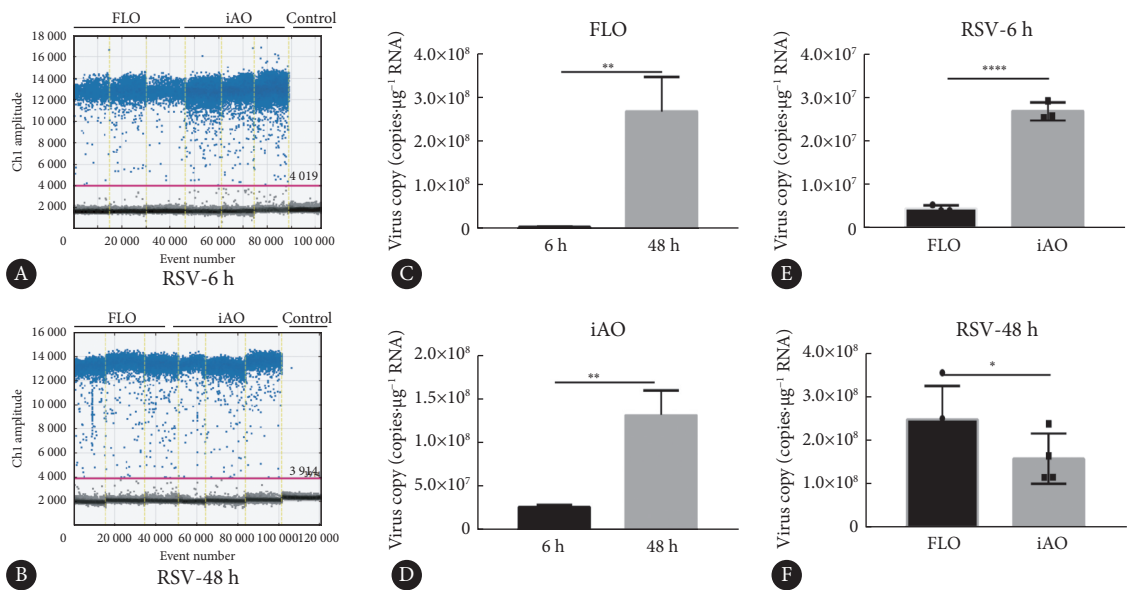 FLO iAO Control
18 000
16 000
14 000
12 000
10 000
8 000
6 000
4 000
2 000
4 019
0 20 000 40 000 60 000 80 000 100 000
Ch1 amplitude
Event number
RSV-6 h
A
FLO iAO Control
16 000
14 000
12 000
10 000
8 000
6 000
4 000
2 000
3 914
0 20 000 40 000 60 000 80 000 100 000 120 000
Ch1 amplitude
Event number
RSV-48 h
B
FLO
Virus copy (copies·μg⁻¹ RNA)
4.0×10⁸
3.0×10⁸
2.0×10⁸
1.0×10⁸
0
**
6 h 48 h
C
iAO
Virus copy (copies·μg⁻¹ RNA)
2.0×10⁸
1.5×10⁸
1.0×10⁸
5.0×10⁷
0
**
6 h 48 h
D
RSV-6 h
Virus copy (copies·μg⁻¹ RNA)
4.0×10⁷
3.0×10⁷
2.0×10⁷
1.0×10⁷
0
****
FLO iAO
E
RSV-48 h
Virus copy (copies·μg⁻¹ RNA)
4.0×10⁸
3.0×10⁸
2.0×10⁸
1.0×10⁸
0
*
FLO iAO
F